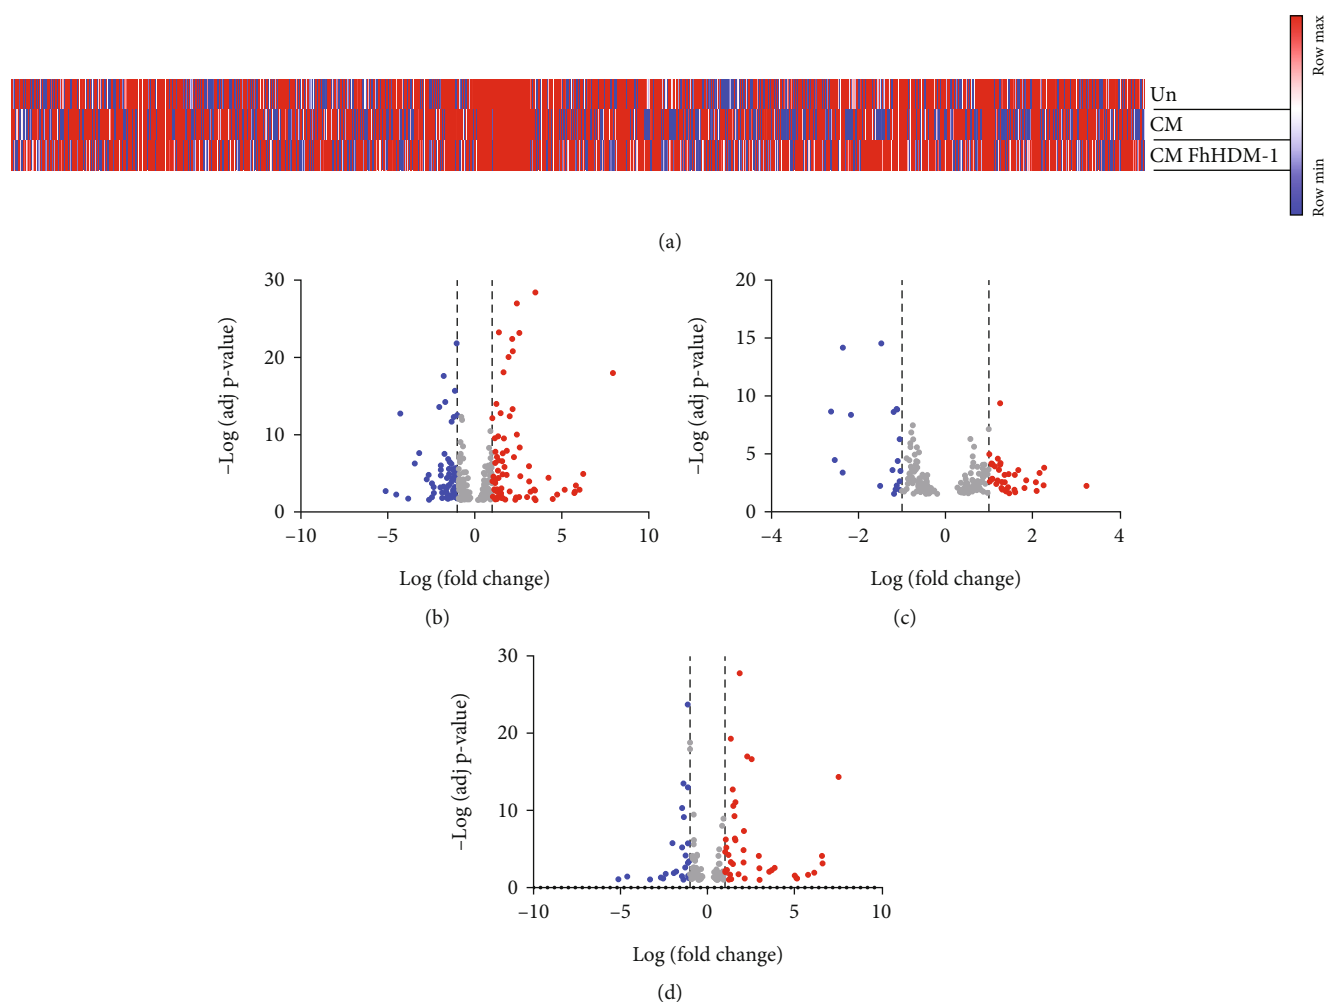 Row max
Row min
Un
CM
CM FhHDM-1
(a)
30
20
10
0
−10
−5
0
5
10
−Log (adj p-value)
Log (fold change)
(b)
20
15
10
5
0
−4
−2
0
2
4
−Log (adj p-value)
Log (fold change)
(c)
30
20
10
0
−10
−5
0
5
10
−Log (adj p-value)
Log (fold change)
(d)